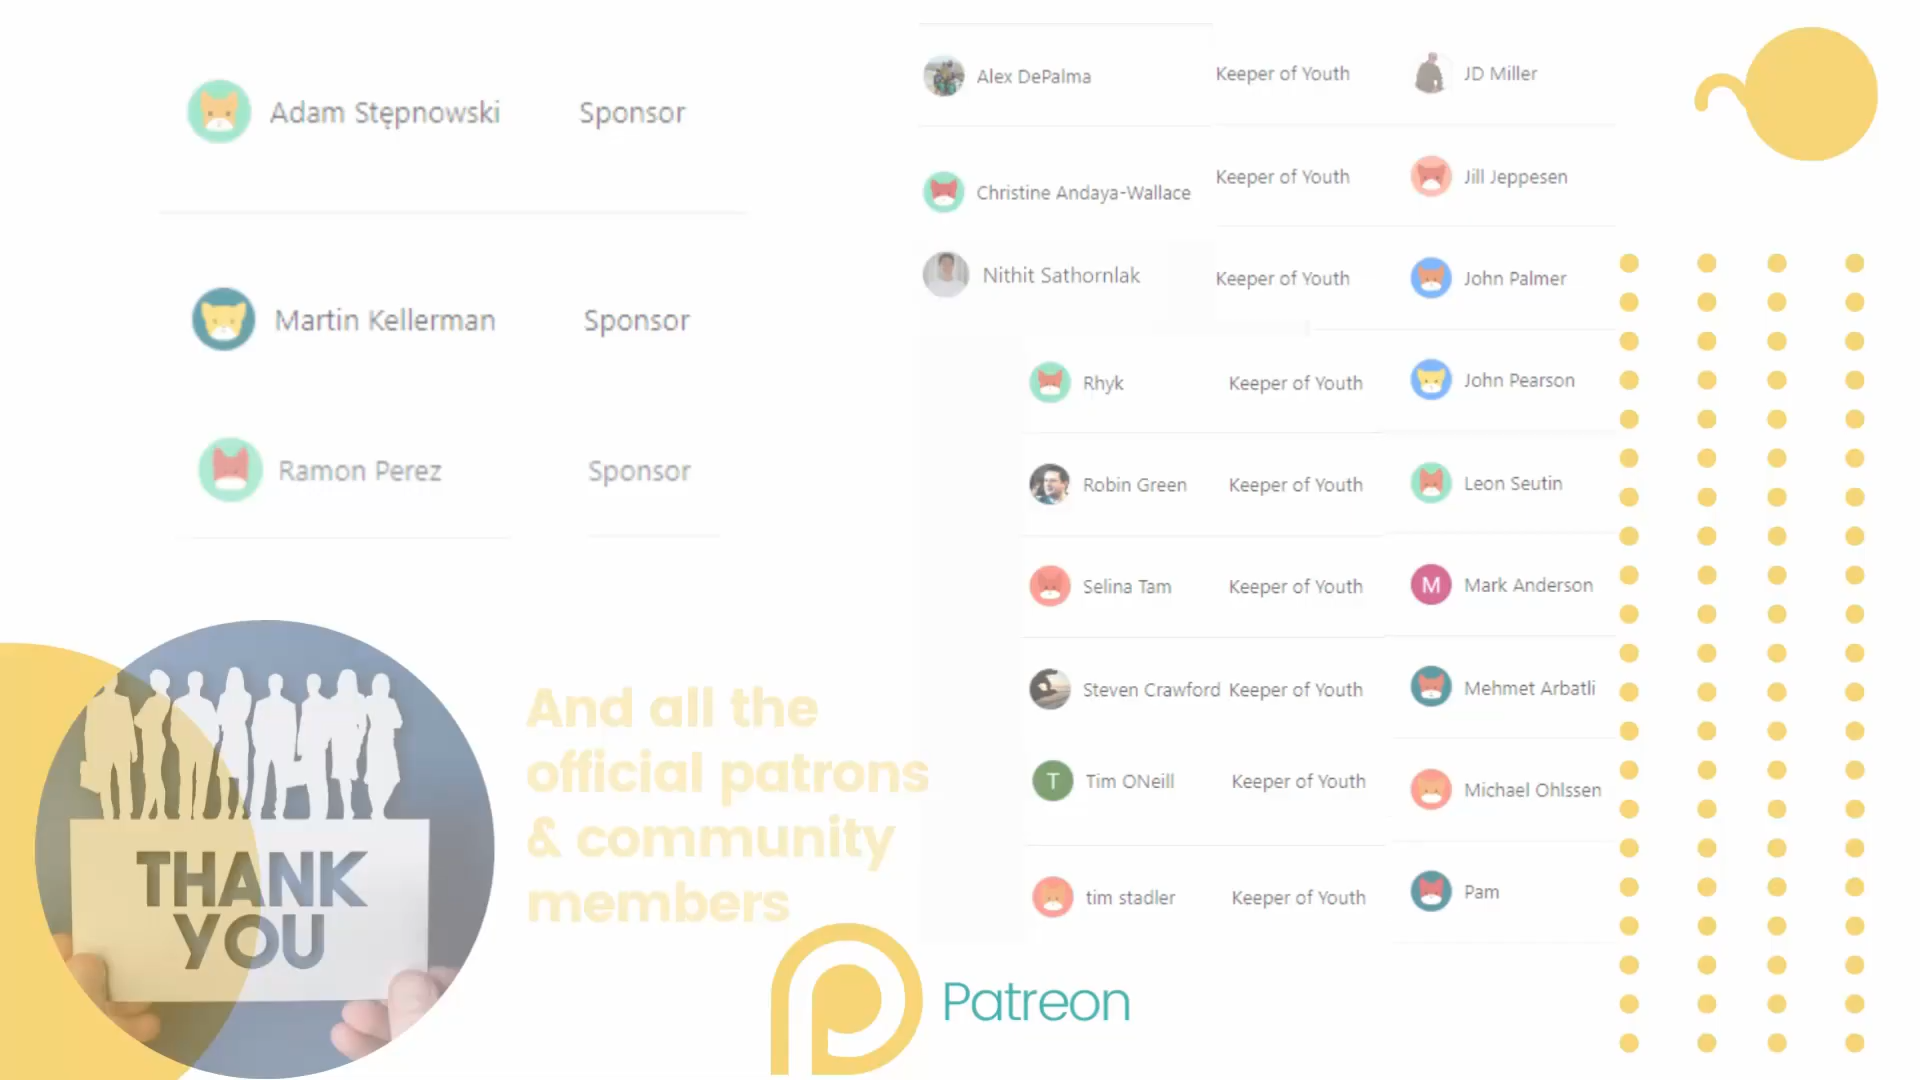 Adam Stępnowski Sponsor
Martin Kellerman Sponsor
Ramon Perez Sponsor
Alex DePalma Keeper of Youth JD Miller
Christine Andaya-Wallace Keeper of Youth Jill Jeppesen
Nithit Sathornlak Keeper of Youth John Palmer
Rhyk Keeper of Youth John Pearson
Robin Green Keeper of Youth Leon Seutin
Selina Tam Keeper of Youth M Mark Anderson
Steven Crawford Keeper of Youth Mehmet Arbatli
T Tim ONeill Keeper of Youth Michael Ohlssen
tim stadler Keeper of Youth Pam
THANK
YOU
And all the
official patrons
& community
members
Patreon